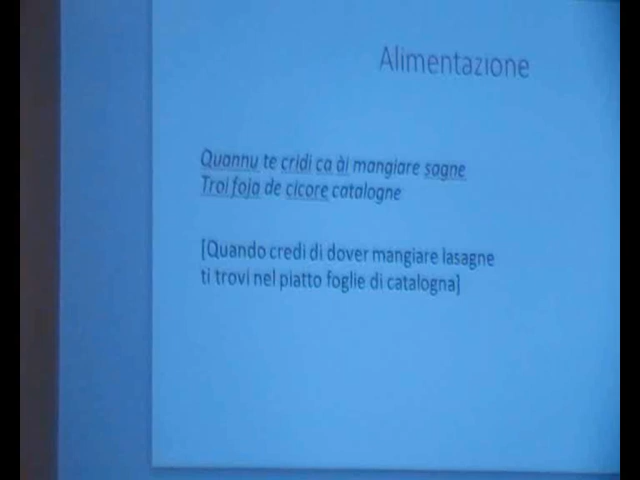 Alimentazione
Quannu te cridi ca ài mangiare sagne
Troi foja de cicore catalogne
[Quando credi di dover mangiare lasagne
ti trovi nel piatto foglie di catalogna]